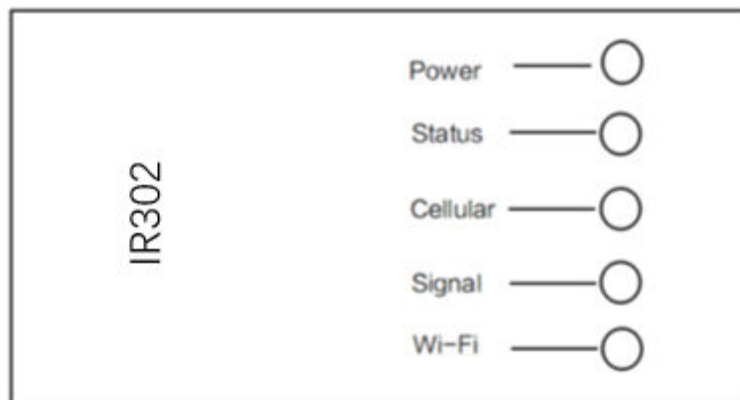 IR302
Power
Status
Cellular
Signal
Wi-Fi